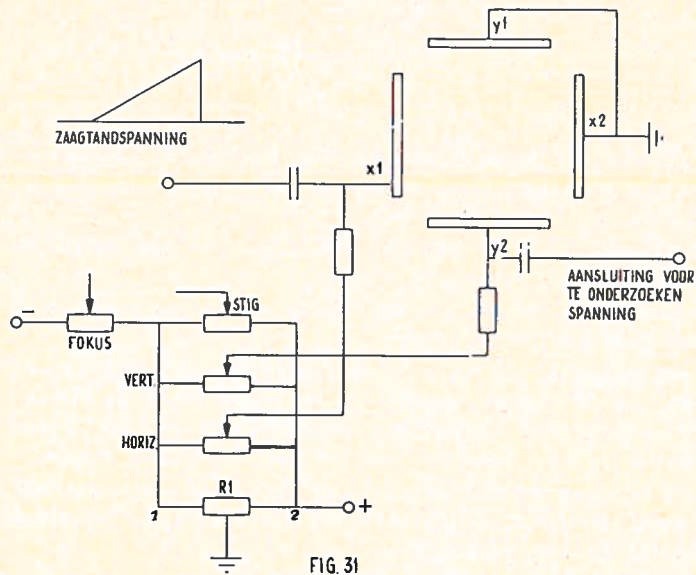 y1
x2
ZAAGTANDSPANNING
x1
y2
AANSLUITING VOOR
TE ONDERZOEKEN
SPANNING
STIG
−
FOKUS
VERT.
HORIZ.
R1
1
2
+
FIG. 31